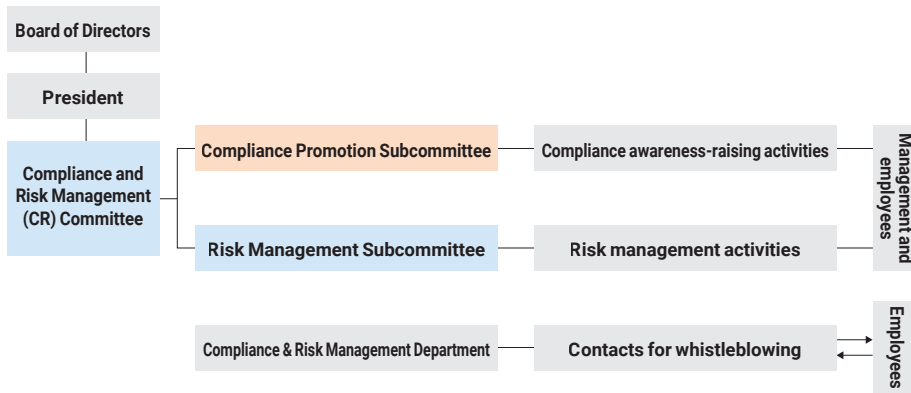 Board of Directors
President
Compliance and
Risk Management
(CR) Committee
Compliance Promotion Subcommittee
Compliance awareness-raising activities
Management and
employees
Risk Management Subcommittee
Risk management activities
Compliance & Risk Management Department
Contacts for whistleblowing
Employees